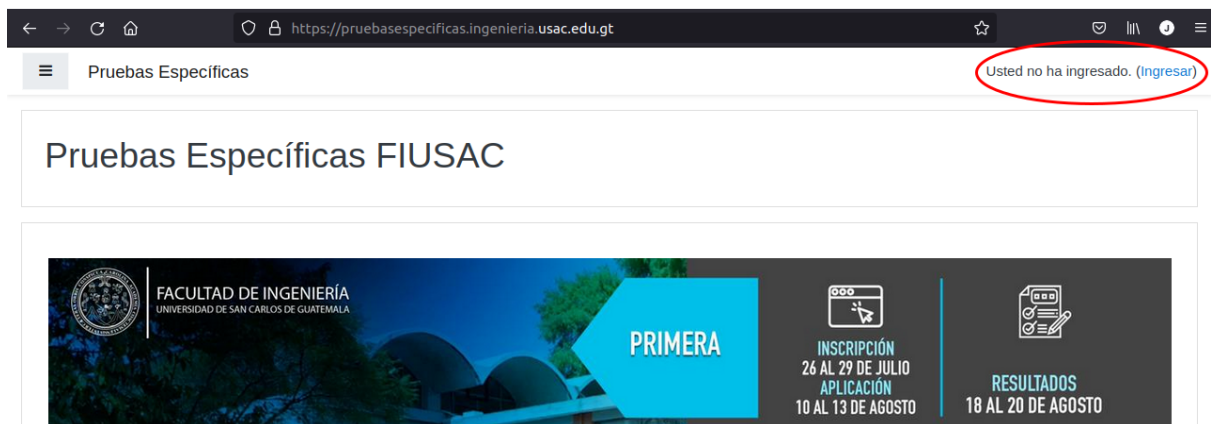 https://pruebasespecificas.ingenieria.usac.edu.gt
J
Pruebas Específicas
Usted no ha ingresado. (Ingresar)
Pruebas Específicas FIUSAC
FACULTAD DE INGENIERÍA
UNIVERSIDAD DE SAN CARLOS DE GUATEMALA
PRIMERA
INSCRIPCIÓN
26 AL 29 DE JULIO
APLICACIÓN
10 AL 13 DE AGOSTO
RESULTADOS
18 AL 20 DE AGOSTO